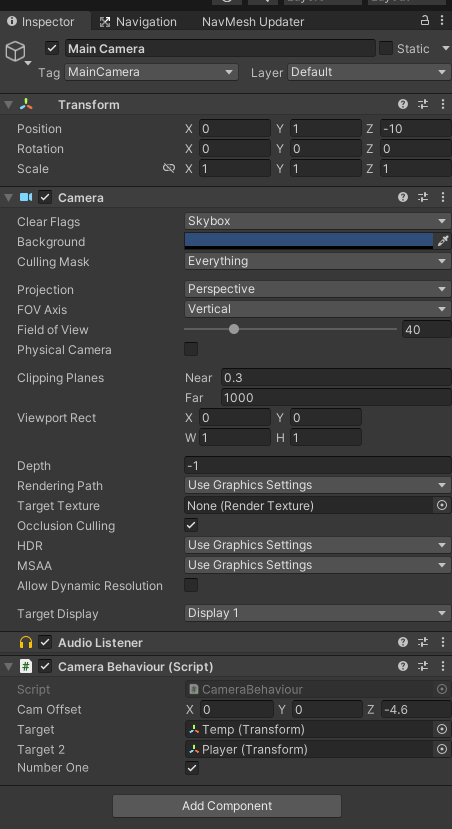 Inspector Navigation NavMesh Updater
Main Camera Static
Tag MainCamera Layer Default
Transform
Position X 0 Y 1 Z -10
Rotation X 0 Y 0 Z 0
Scale X 1 Y 1 Z 1
Camera
Clear Flags Skybox
Background
Culling Mask Everything
Projection Perspective
FOV Axis Vertical
Field of View 40
Physical Camera
Clipping Planes Near 0.3
Far 1000
Viewport Rect X 0 Y 0
W 1 H 1
Depth -1
Rendering Path Use Graphics Settings
Target Texture None (Render Texture)
Occlusion Culling
HDR Use Graphics Settings
MSAA Use Graphics Settings
Allow Dynamic Resolution
Target Display Display 1
Audio Listener
# Camera Behaviour (Script)
Script # CameraBehaviour
Cam Offset X 0 Y 0 Z -4.6
Target Temp (Transform)
Target 2 Player (Transform)
Number One
Add Component